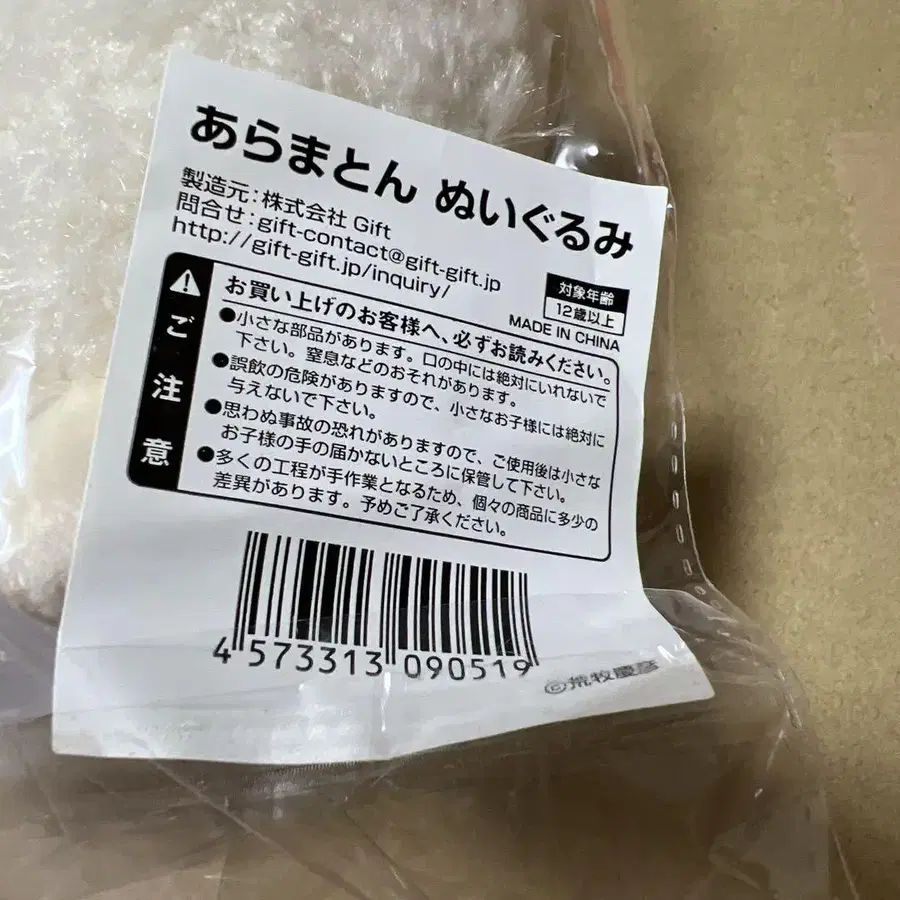 あらまとん ぬいぐるみ
製造元:株式会社 Gift
問合せ:gift-contact@gift-gift.jp
http://gift-gift.jp/inquiry/
対象年齢
12歳以上
MADE IN CHINA
⚠ご注意
お買い上げのお客様へ、必ずお読みください。
●小さな部品があります。口の中には絶対にいれないで
下さい。窒息などのおそれがあります。
●誤飲の危険がありますので、小さなお子様には絶対に
与えないで下さい。
●思わぬ事故の恐れがありますので、ご使用後は小さな
お子様の手の届かないところに保管して下さい。
●多くの工程が手作業となるため、個々の商品に多少の
差異があります。予めご了承ください。
4 573313 090519
©荒牧慶彦